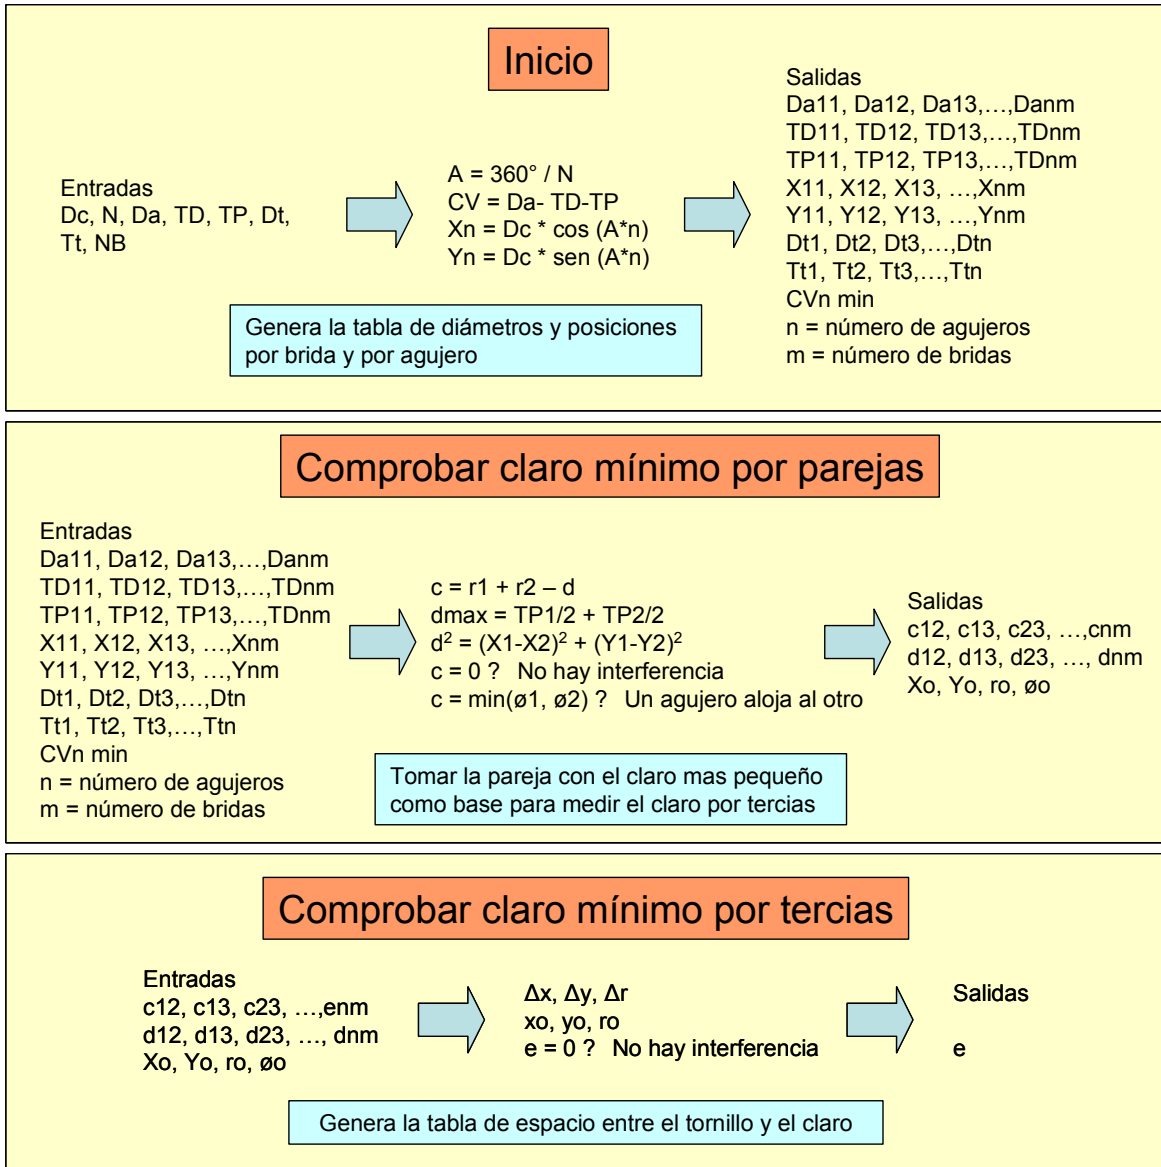 Inicio
Entradas
Dc, N, Da, TD, TP, Dt,
Tt, NB
A = 360° / N
CV = Da- TD-TP
Xn = Dc * cos (A*n)
Yn = Dc * sen (A*n)
Salidas
Da11, Da12, Da13,…,Danm
TD11, TD12, TD13,…,TDnm
TP11, TP12, TP13,…,TDnm
X11, X12, X13, …,Xnm
Y11, Y12, Y13, …,Ynm
Dt1, Dt2, Dt3,…,Dtn
Tt1, Tt2, Tt3,…,Ttn
CVn min
n = número de agujeros
m = número de bridas
Genera la tabla de diámetros y posiciones
por brida y por agujero
Comprobar claro mínimo por parejas
Entradas
Da11, Da12, Da13,…,Danm
TD11, TD12, TD13,…,TDnm
TP11, TP12, TP13,…,TDnm
X11, X12, X13, …,Xnm
Y11, Y12, Y13, …,Ynm
Dt1, Dt2, Dt3,…,Dtn
Tt1, Tt2, Tt3,…,Ttn
CVn min
n = número de agujeros
m = número de bridas
c = r1 + r2 – d
dmax = TP1/2 + TP2/2
d² = (X1-X2)² + (Y1-Y2)²
c = 0 ? No hay interferencia
c = min(ø1, ø2) ? Un agujero aloja al otro
Salidas
c12, c13, c23, …,cnm
d12, d13, d23, …, dnm
Xo, Yo, ro, øo
Tomar la pareja con el claro mas pequeño
como base para medir el claro por tercias
Comprobar claro mínimo por tercias
Entradas
c12, c13, c23, …,enm
d12, d13, d23, …, dnm
Xo, Yo, ro, øo
Δx, Δy, Δr
xo, yo, ro
e = 0 ? No hay interferencia
Salidas
e
Genera la tabla de espacio entre el tornillo y el claro